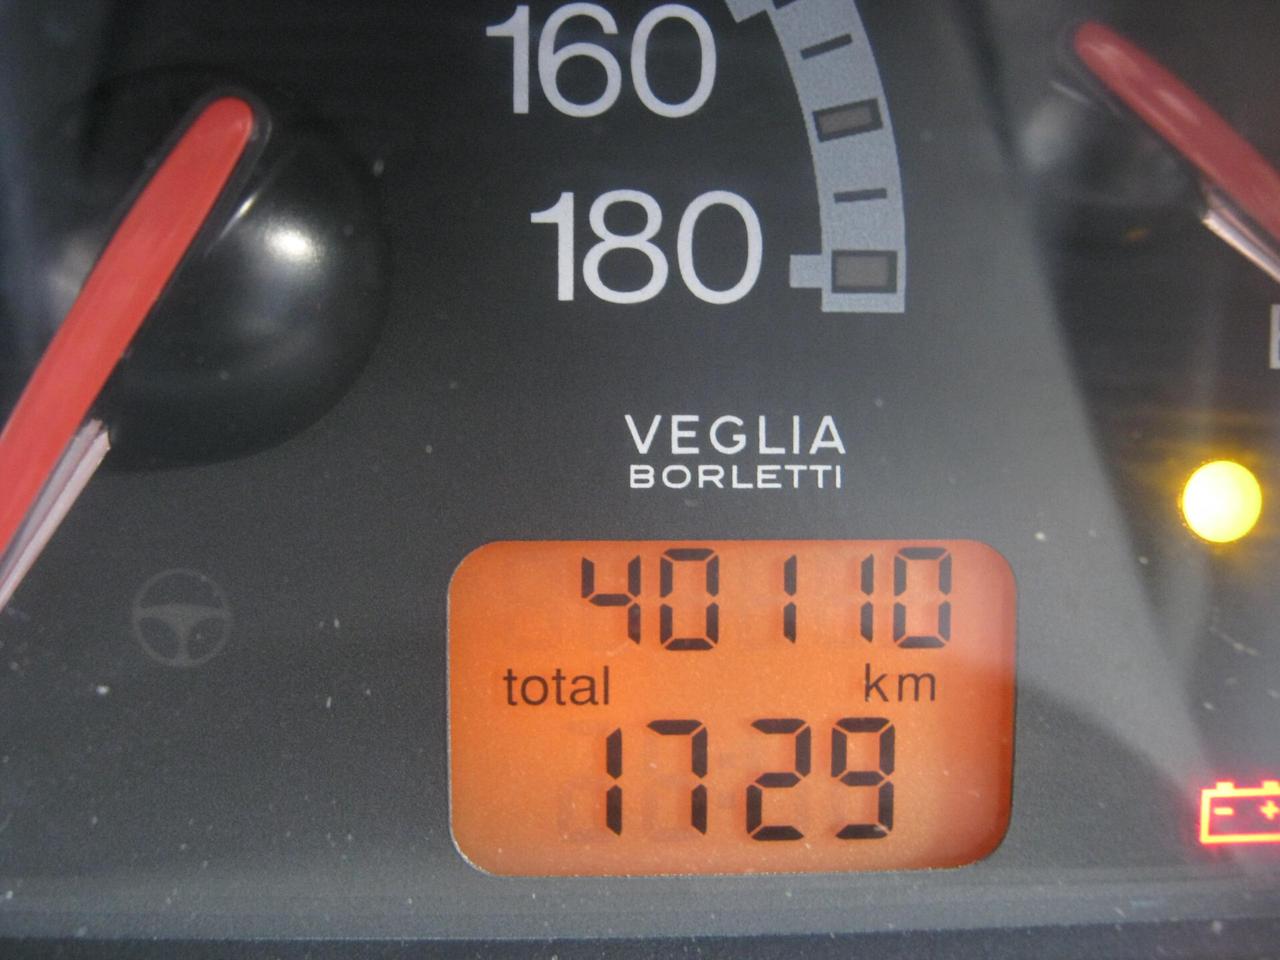 160
180
VEGLIA
BORLETTI
40110
total km
1729
- +